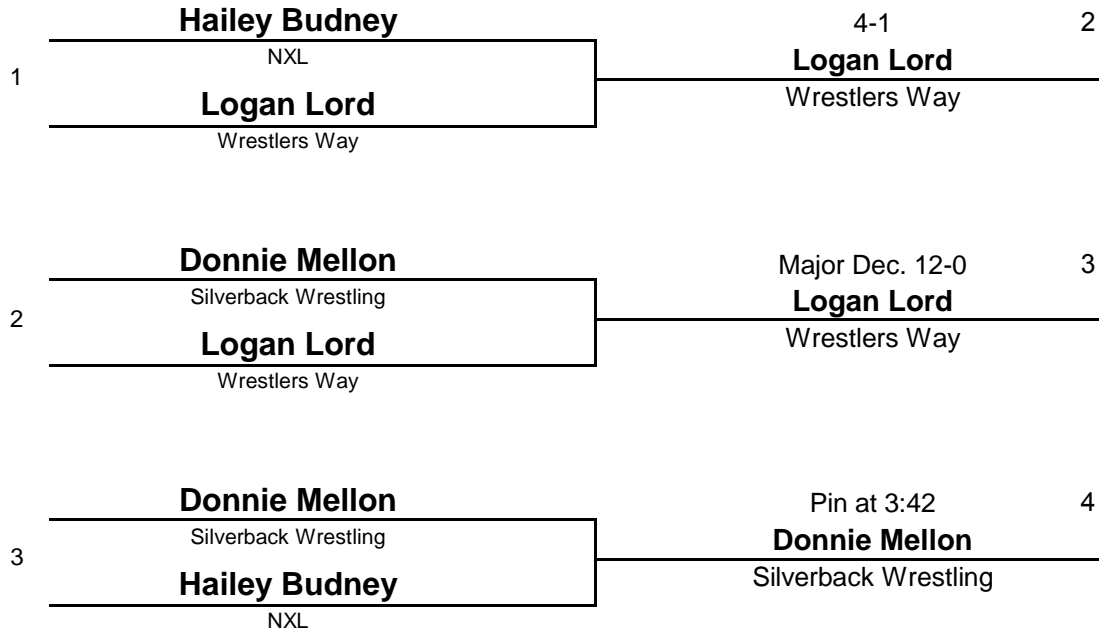 Hailey Budney
4-1 2
NXL
Logan Lord
1
Logan Lord
Wrestlers Way
Wrestlers Way
Donnie Mellon
Major Dec. 12-0 3
Silverback Wrestling
Logan Lord
2
Logan Lord
Wrestlers Way
Wrestlers Way
Donnie Mellon
Pin at 3:42 4
Silverback Wrestling
Donnie Mellon
3
Hailey Budney
Silverback Wrestling
NXL